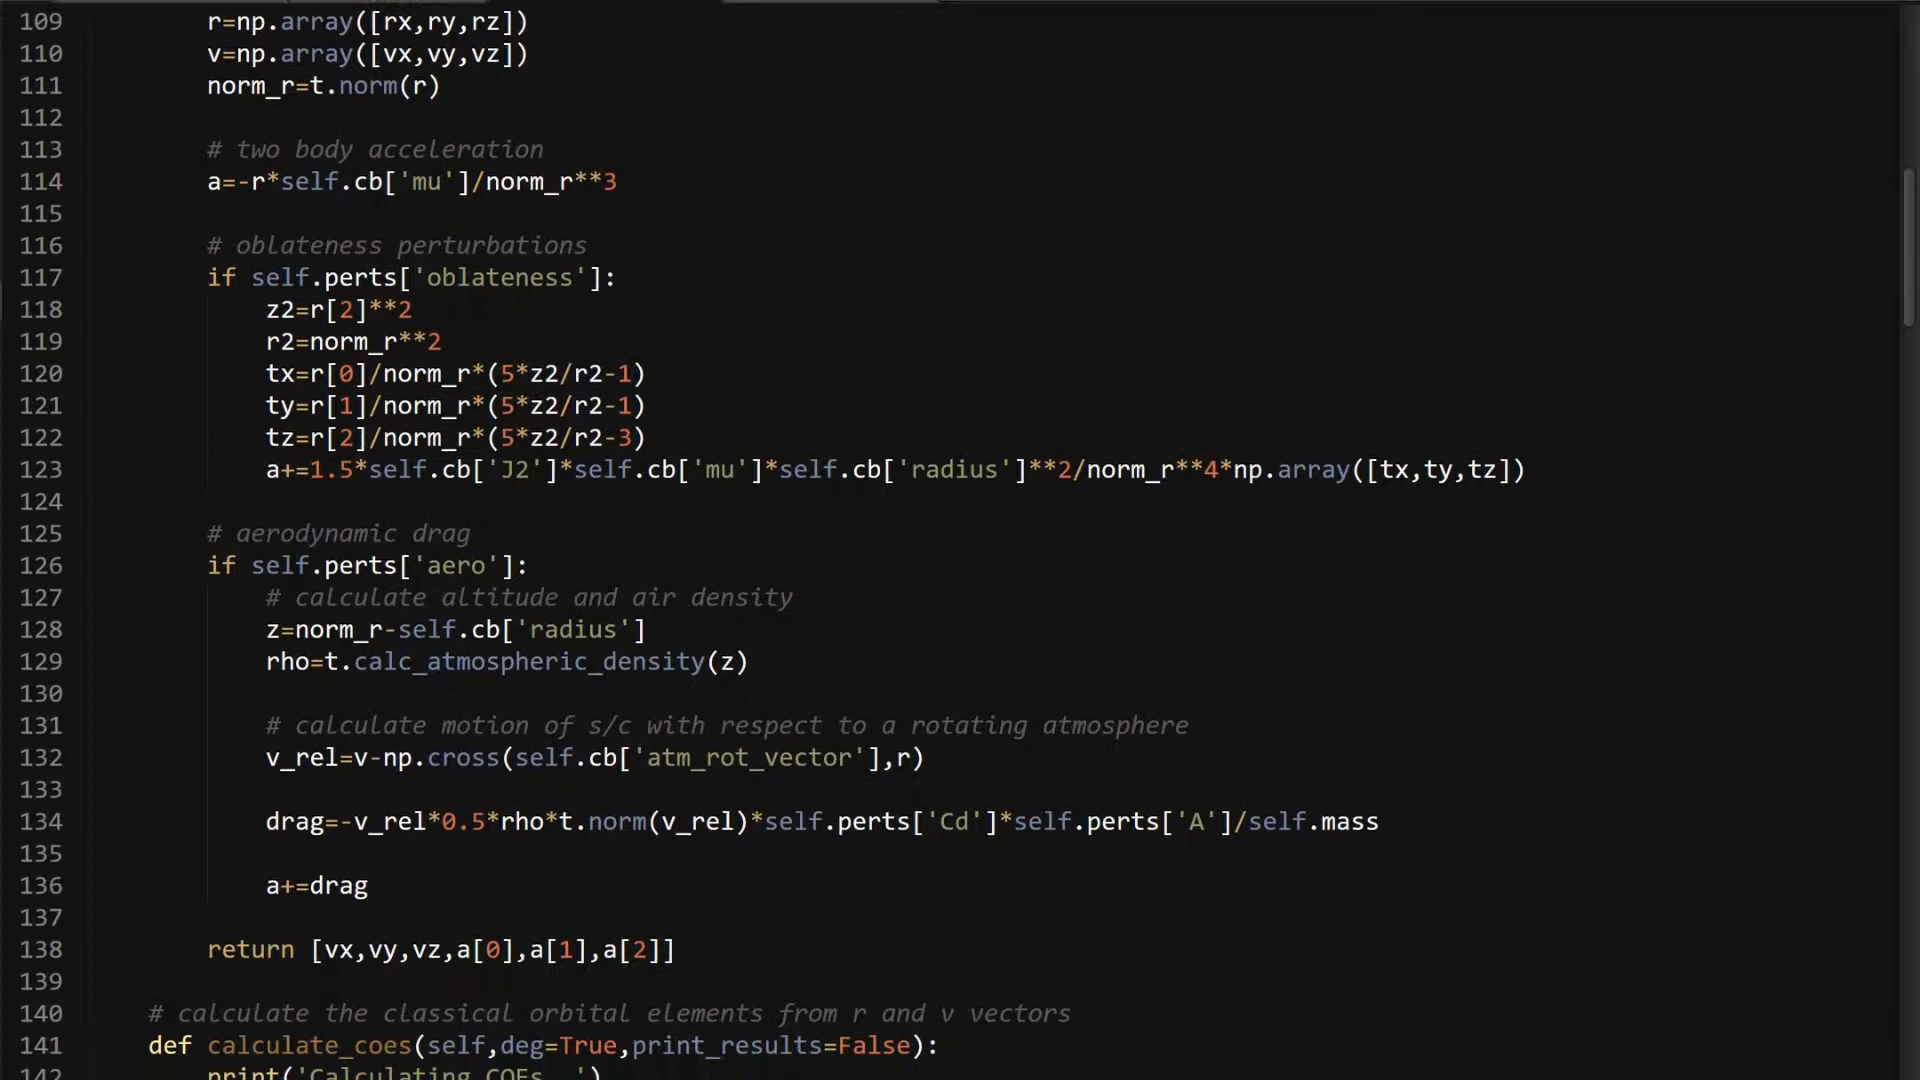 109 r=np.array([rx,ry,rz])
110 v=np.array([vx,vy,vz])
111 norm_r=t.norm(r)
112
113 # two body acceleration
114 a=-r*self.cb['mu']/norm_r**3
115
116 # oblateness perturbations
117 if self.perts['oblateness']:
118 z2=r[2]**2
119 r2=norm_r**2
120 tx=r[0]/norm_r*(5*z2/r2-1)
121 ty=r[1]/norm_r*(5*z2/r2-1)
122 tz=r[2]/norm_r*(5*z2/r2-3)
123 a+=1.5*self.cb['J2']*self.cb['mu']*self.cb['radius']**2/norm_r**4*np.array([tx,ty,tz])
124
125 # aerodynamic drag
126 if self.perts['aero']:
127 # calculate altitude and air density
128 z=norm_r-self.cb['radius']
129 rho=t.calc_atmospheric_density(z)
130
131 # calculate motion of s/c with respect to a rotating atmosphere
132 v_rel=v-np.cross(self.cb['atm_rot_vector'],r)
133
134 drag=-v_rel*0.5*rho*t.norm(v_rel)*self.perts['Cd']*self.perts['A']/self.mass
135
136 a+=drag
137
138 return [vx,vy,vz,a[0],a[1],a[2]]
139
140 # calculate the classical orbital elements from r and v vectors
141 def calculate_coes(self,deg=True,print_results=False):
142 print('Calculating COEs..')